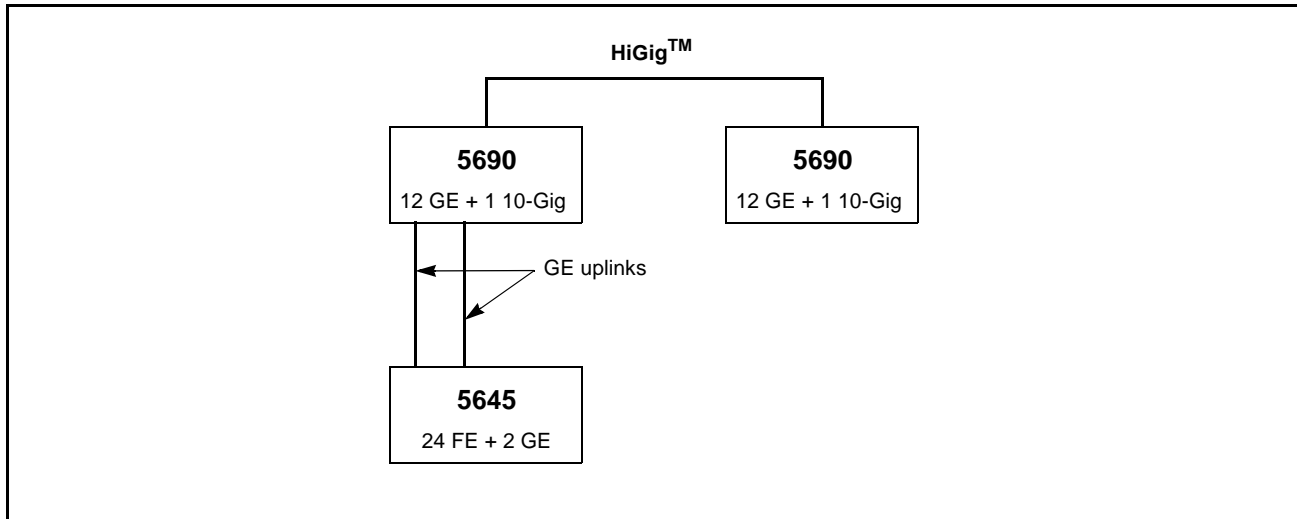 HiGig™
5690
12 GE + 1 10-Gig
5690
12 GE + 1 10-Gig
GE uplinks
5645
24 FE + 2 GE